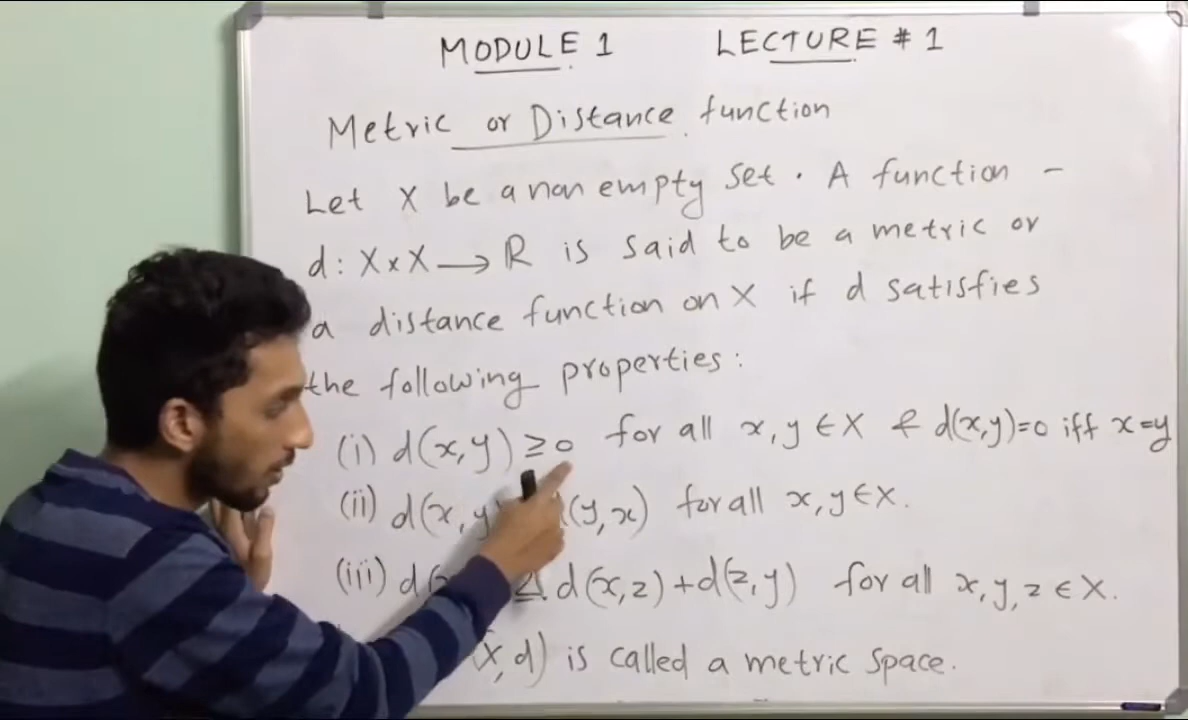 MODULE 1 LECTURE # 1
Metric or Distance function
Let X be a non empty set. A function -
d: X×X → ℝ is said to be a metric or
a distance function on X if d satisfies
the following properties:
(i) d(x,y) ≥ 0 for all x, y ∈ X & d(x,y)=0 iff x=y
(ii) d(x,y) (y,x) for all x, y ∈ X.
(iii) d( ≤ d(x,z)+d(z,y) for all x, y, z ∈ X.
(X,d) is called a metric space.